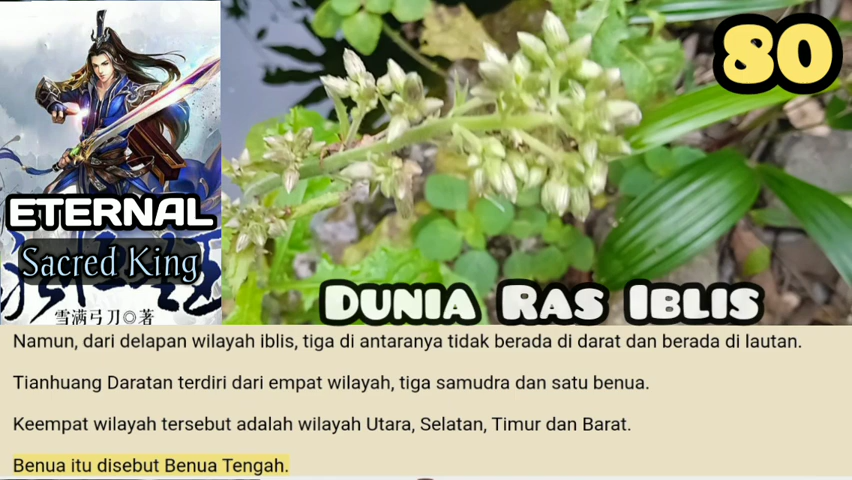 80
ETERNAL
Sacred King
雪满弓刀◎著
DUNIA RAS IBLIS
Namun, dari delapan wilayah iblis, tiga di antaranya tidak berada di darat dan berada di lautan.
Tianhuang Daratan terdiri dari empat wilayah, tiga samudra dan satu benua.
Keempat wilayah tersebut adalah wilayah Utara, Selatan, Timur dan Barat.
Benua itu disebut Benua Tengah.